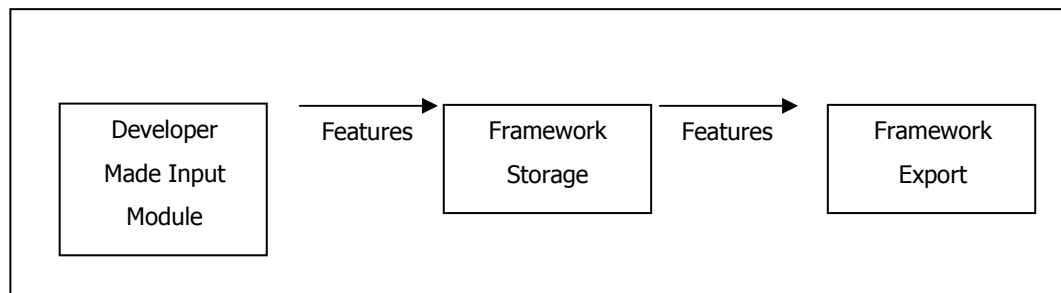 Developer
Made Input
Module
Features
Framework
Storage
Features
Framework
Export